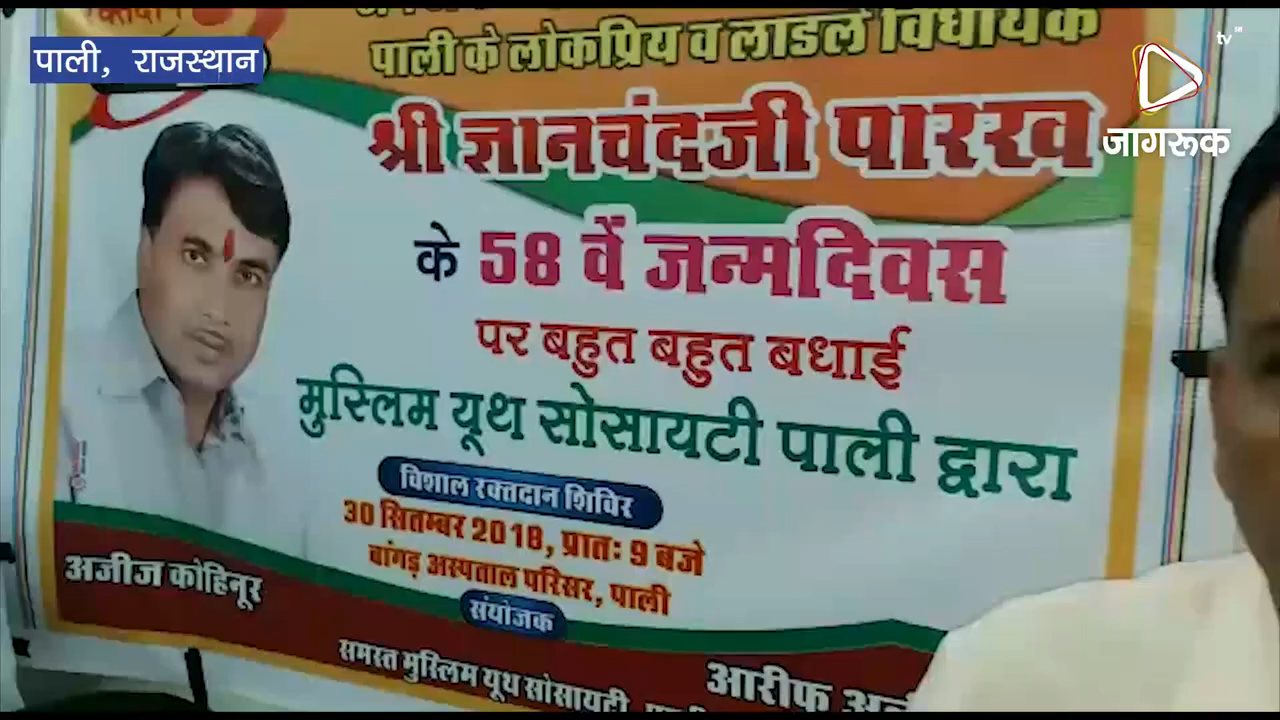 पाली, राजस्थान
tv
जागरूक
पाली के लोकप्रिय व लाडले विधायक
श्री ज्ञानचंदजी पारख
के 58 वें जन्मदिवस
पर बहुत बहुत बधाई
मुस्लिम यूथ सोसायटी पाली द्वारा
विशाल रक्तदान शिविर
30 सितम्बर 2018, प्रातः 9 बजे
बांगड़ अस्पताल परिसर, पाली
संयोजक
अजीज कोहिनूर
समस्त मुस्लिम यूथ सोसायटी,
आरीफ